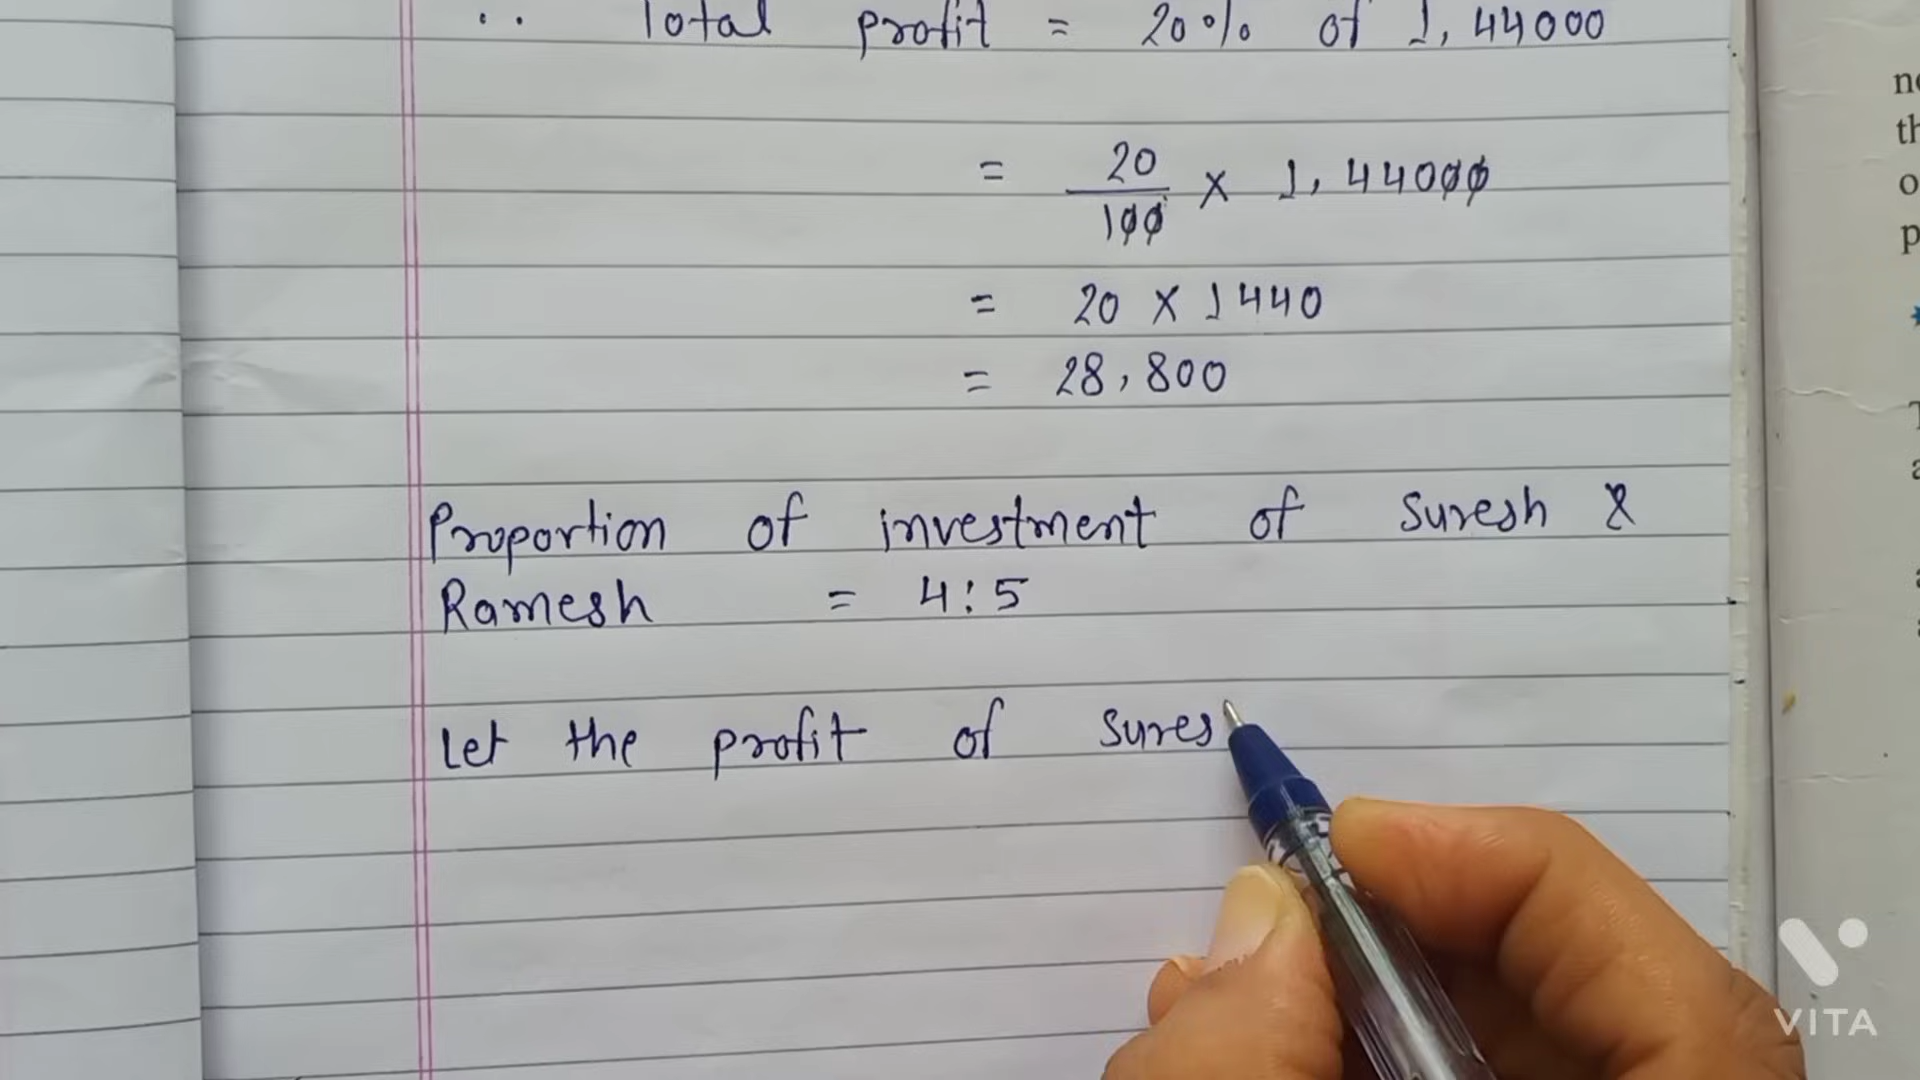 ∴ Total profit = 20% of 1,44000
= 20/100 × 1,44000
= 20 × 1440
= 28,800
Proportion of investment of Suresh &
Ramesh = 4:5
Let the profit of Sures
VITA